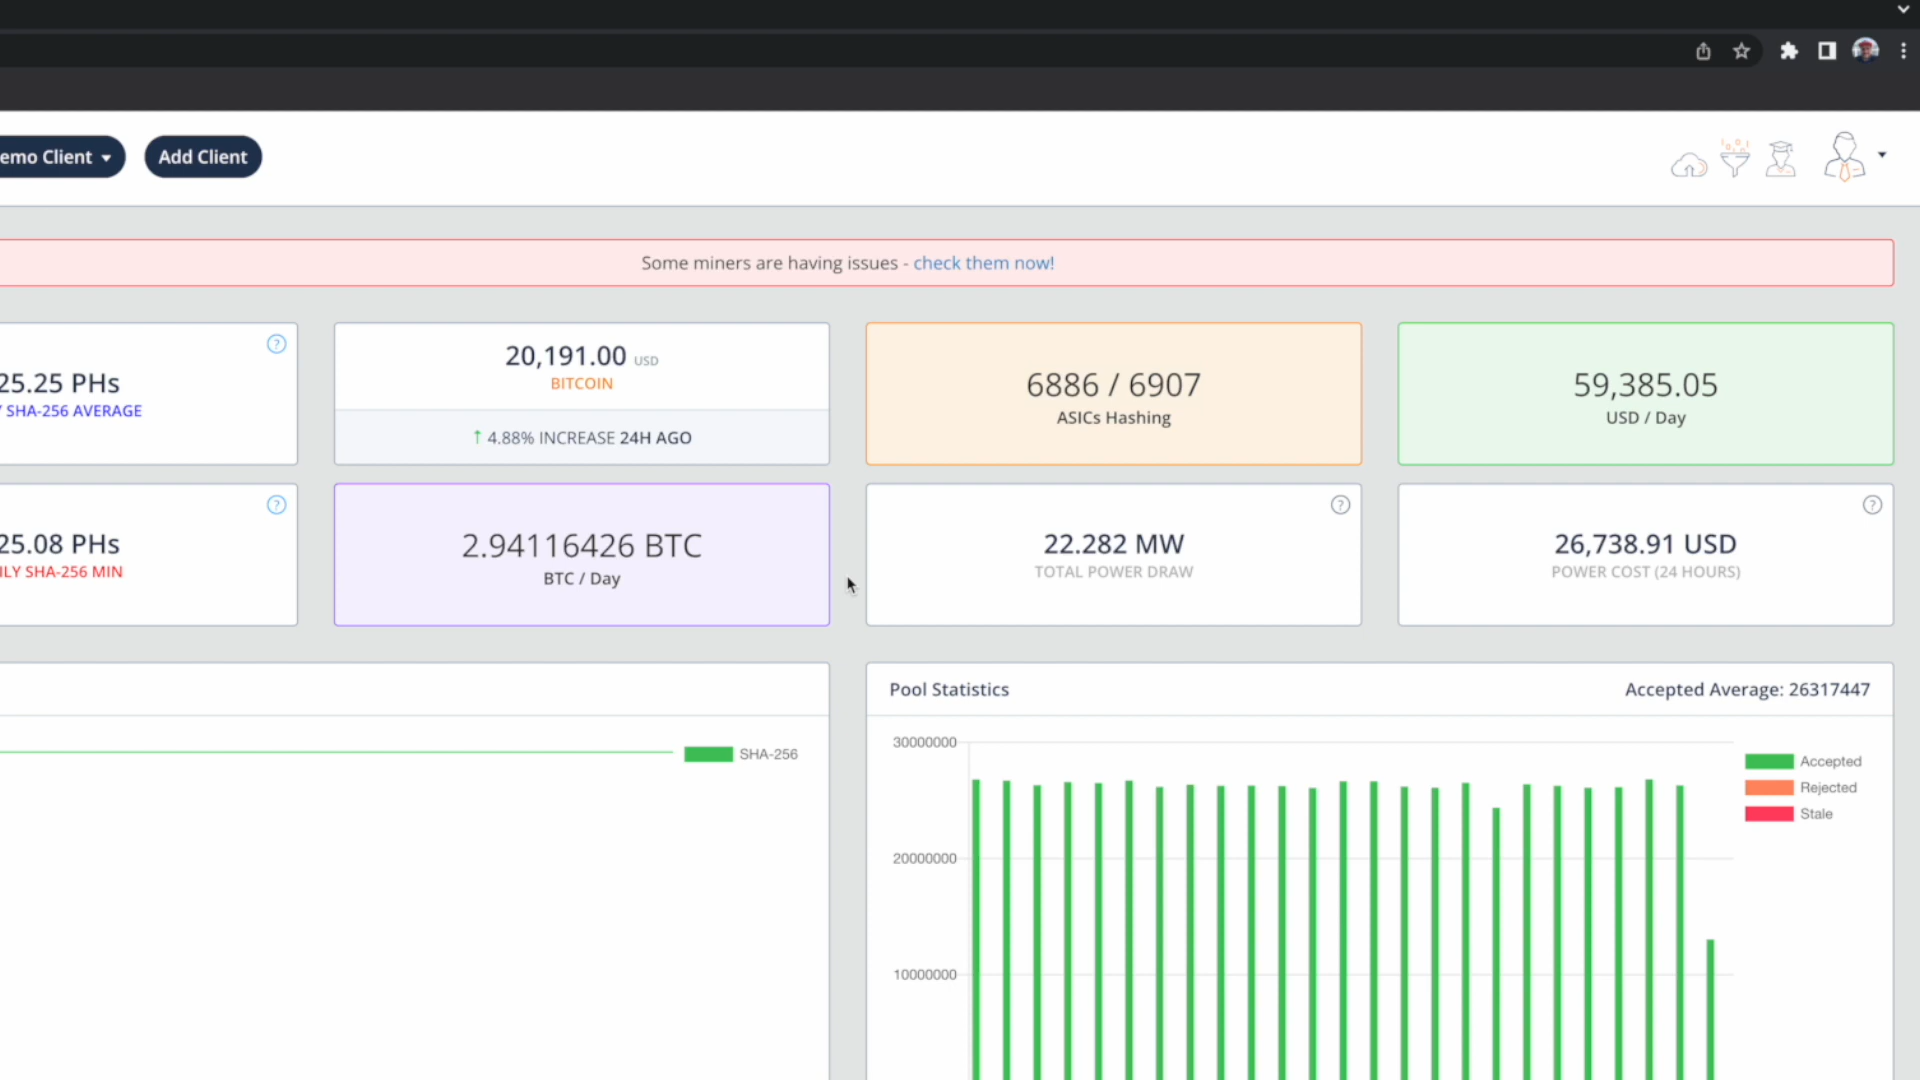 emo Client
Add Client
Some miners are having issues - check them now!
25.25 PHs
SHA-256 AVERAGE
20,191.00 USD
BITCOIN
↑ 4.88% INCREASE 24H AGO
6886 / 6907
ASICs Hashing
59,385.05
USD / Day
25.08 PHs
ILY SHA-256 MIN
2.94116426 BTC
BTC / Day
22.282 MW
TOTAL POWER DRAW
26,738.91 USD
POWER COST (24 HOURS)
SHA-256
Pool Statistics
Accepted Average: 26317447
30000000
20000000
10000000
Accepted
Rejected
Stale